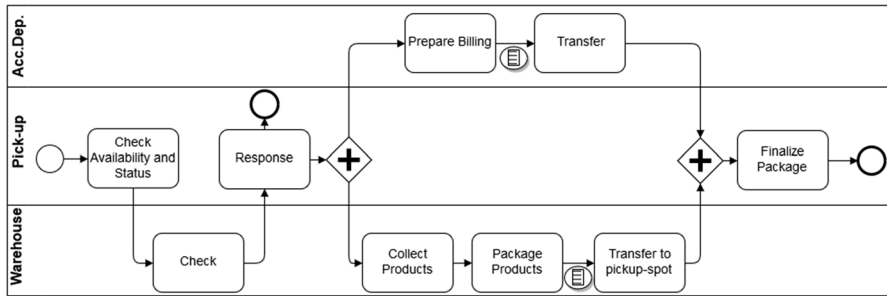 Acc.Dep.
Prepare Billing
Transfer
Pick-up
Check
Availability and
Status
Response
Finalize
Package
Warehouse
Check
Collect
Products
Package
Products
Transfer to
pickup-spot